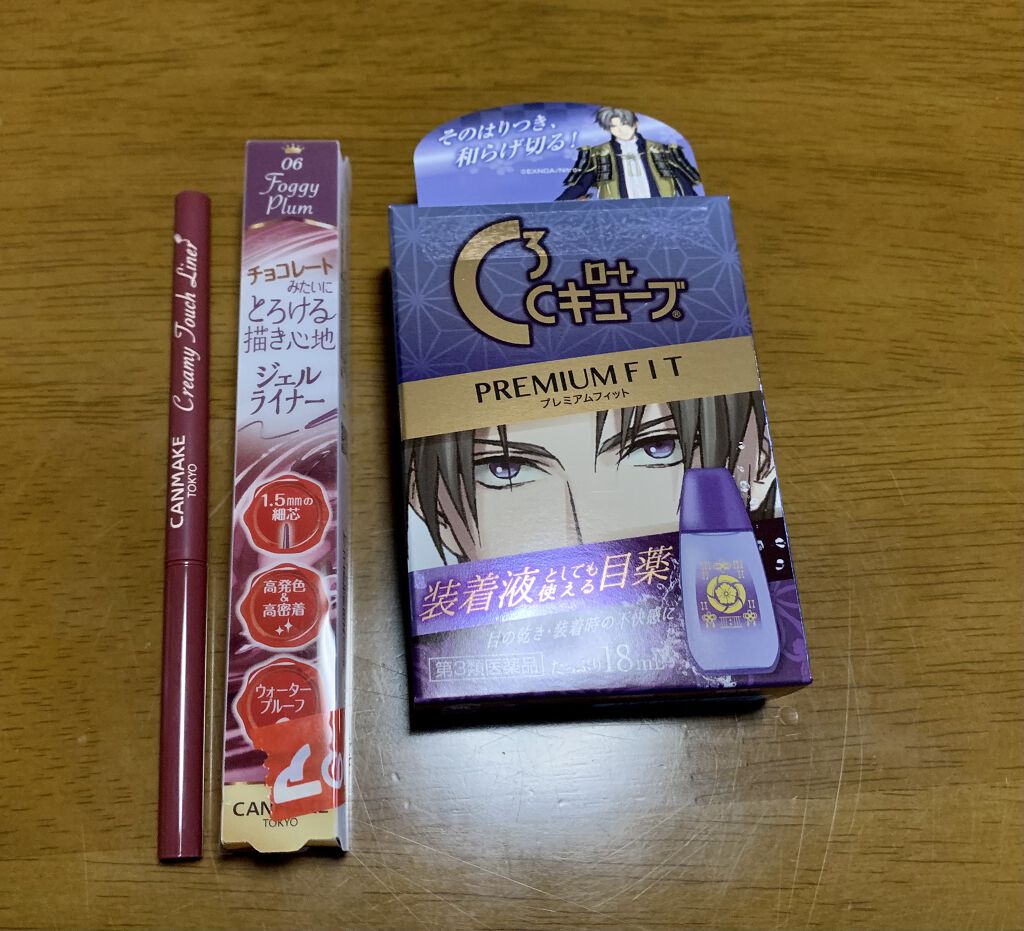 CANMAKE
TOKYO
Creamy Touch Liner
06
Foggy
Plum
チョコレート
みたいに
とろける
描き心地
ジェル
ライナー
1.5mmの
細芯
高発色
&
高密着
ウォーター
プルーフ
ア
CAN
TOKYO
そのはりつき、
和らげ切る!
©EXNOA/NITRO
C3
ロート
Cキューブ®
PREMIUM FIT
プレミアムフィット
装着液としても使える目薬
目の乾き・装着時の不快感に
第3類医薬品 たっぷり18mL